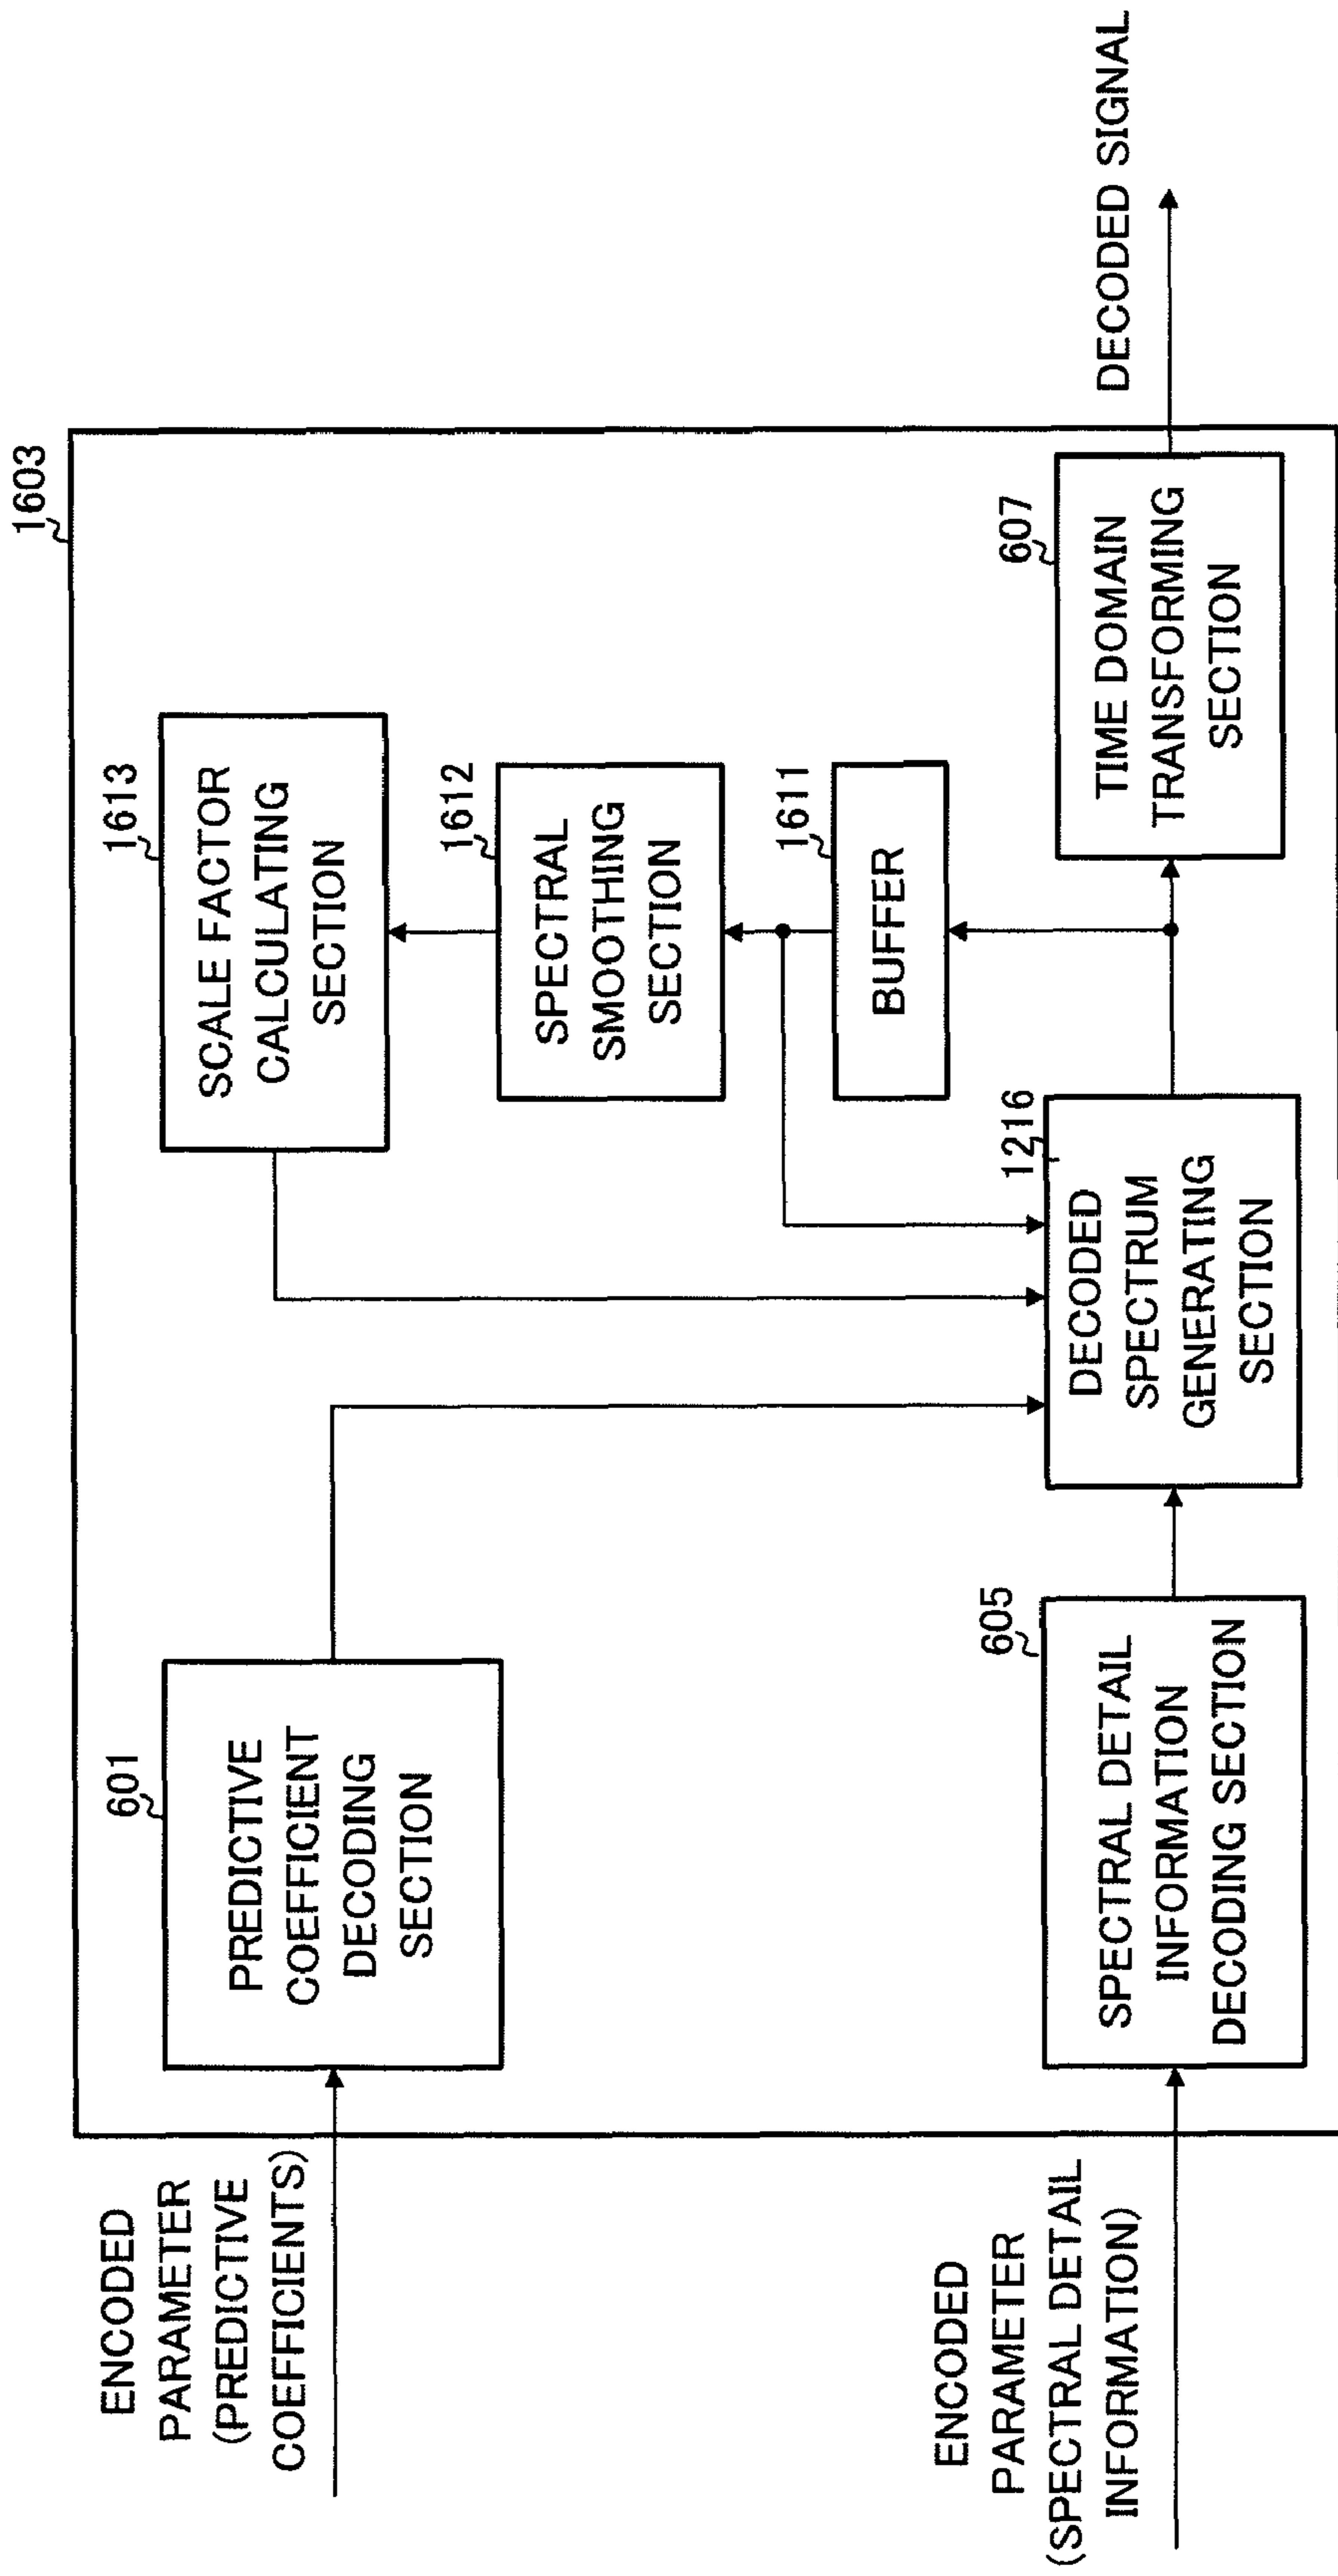 1603
ENCODED
PARAMETER
(PREDICTIVE
COEFFICIENTS)
601
PREDICTIVE
COEFFICIENT
DECODING
SECTION
1613
SCALE FACTOR
CALCULATING
SECTION
1612
SPECTRAL
SMOOTHING
SECTION
1611
BUFFER
ENCODED
PARAMETER
(SPECTRAL DETAIL
INFORMATION)
605
SPECTRAL DETAIL
INFORMATION
DECODING SECTION
1216
DECODED
SPECTRUM
GENERATING
SECTION
607
TIME DOMAIN
TRANSFORMING
SECTION
DECODED SIGNAL